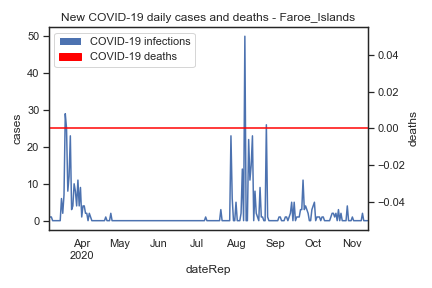 New COVID-19 daily cases and deaths - Faroe_Islands
COVID-19 infections
COVID-19 deaths
50
40
30
20
10
0
cases
0.04
0.02
0.00
−0.02
−0.04
deaths
Apr May Jun Jul Aug Sep Oct Nov
2020
dateRep